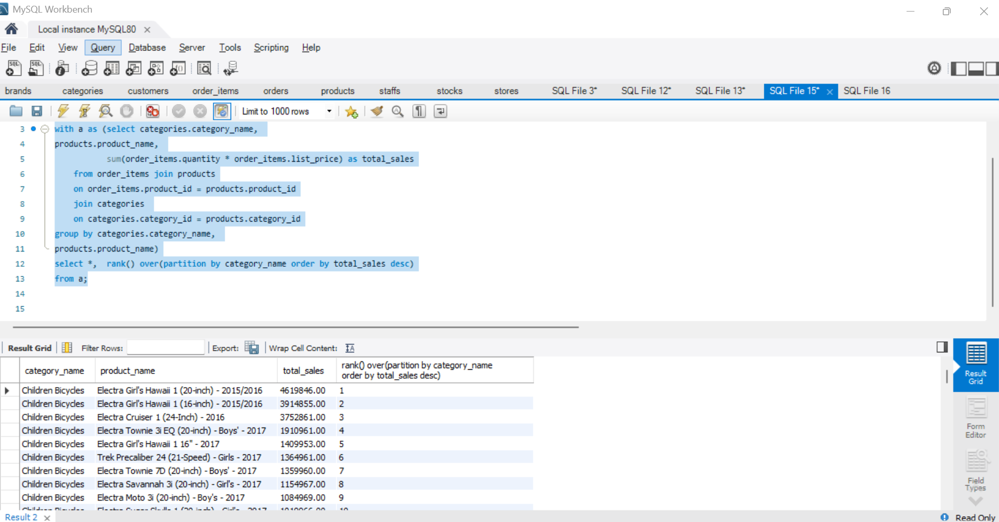 MySQL Workbench
Local instance MySQL80
File Edit View Query Database Server Tools Scripting Help
brands categories customers order_items orders products staffs stocks stores SQL File 3* SQL File 12* SQL File 13* SQL File 15* SQL File 16
Limit to 1000 rows
3 with a as (select categories.category_name,
4 products.product_name,
5 sum(order_items.quantity * order_items.list_price) as total_sales
6 from order_items join products
7 on order_items.product_id = products.product_id
8 join categories
9 on categories.category_id = products.category_id
10 group by categories.category_name,
11 products.product_name)
12 select *, rank() over(partition by category_name order by total_sales desc)
13 from a;
14
15
Result Grid Filter Rows: Export: Wrap Cell Content:
category_name product_name total_sales rank() over(partition by category_name
order by total_sales desc)
Children Bicycles Electra Girl's Hawaii 1 (20-inch) - 2015/2016 4619846.00 1
Children Bicycles Electra Girl's Hawaii 1 (16-inch) - 2015/2016 3914855.00 2
Children Bicycles Electra Cruiser 1 (24-Inch) - 2016 3752861.00 3
Children Bicycles Electra Townie 3i EQ (20-inch) - Boys' - 2017 1910961.00 4
Children Bicycles Electra Girl's Hawaii 1 16" - 2017 1409953.00 5
Children Bicycles Trek Precaliber 24 (21-Speed) - Girls - 2017 1364961.00 6
Children Bicycles Electra Townie 7D (20-inch) - Boys' - 2017 1359960.00 7
Children Bicycles Electra Savannah 3i (20-inch) - Girl's - 2017 1154967.00 8
Children Bicycles Electra Moto 3i (20-inch) - Boy's - 2017 1084969.00 9
Result
Grid
Form
Editor
Field
Types
Result 2
Read Only